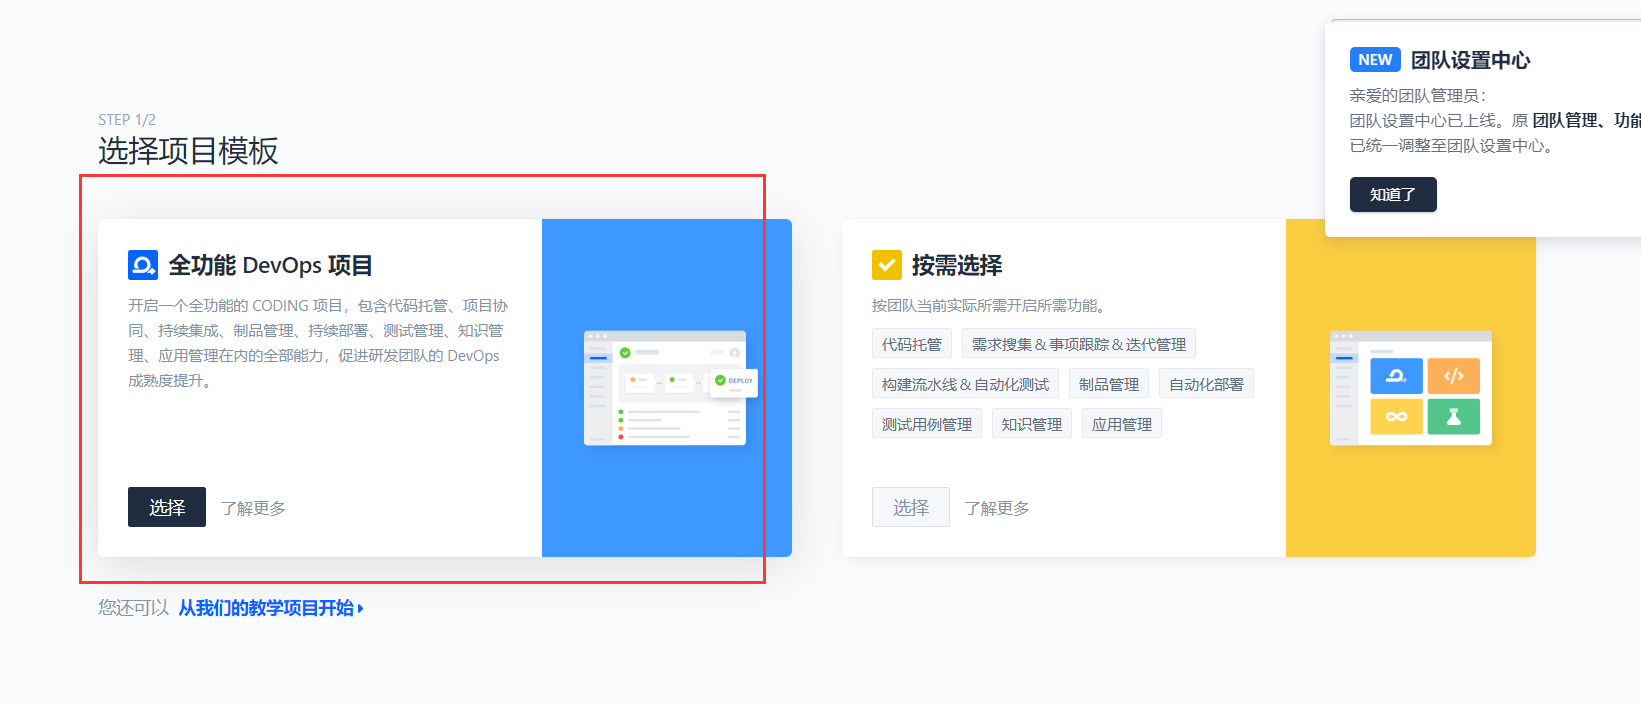 STEP 1/2
选择项目模板
全功能 DevOps 项目
开启一个全功能的 CODING 项目，包含代码托管、项目协
同、持续集成、制品管理、持续部署、测试管理、知识管
理、应用管理在内的全部能力，促进研发团队的 DevOps
成熟度提升。
DEPLOY
选择 了解更多
按需选择
按团队当前实际所需开启所需功能。
代码托管 需求搜集 & 事项跟踪 & 迭代管理
构建流水线 & 自动化测试 制品管理 自动化部署
测试用例管理 知识管理 应用管理
选择 了解更多
您还可以 从我们的教学项目开始
NEW 团队设置中心
亲爱的团队管理员：
团队设置中心已上线。原 团队管理、功能
已统一调整至团队设置中心。
知道了